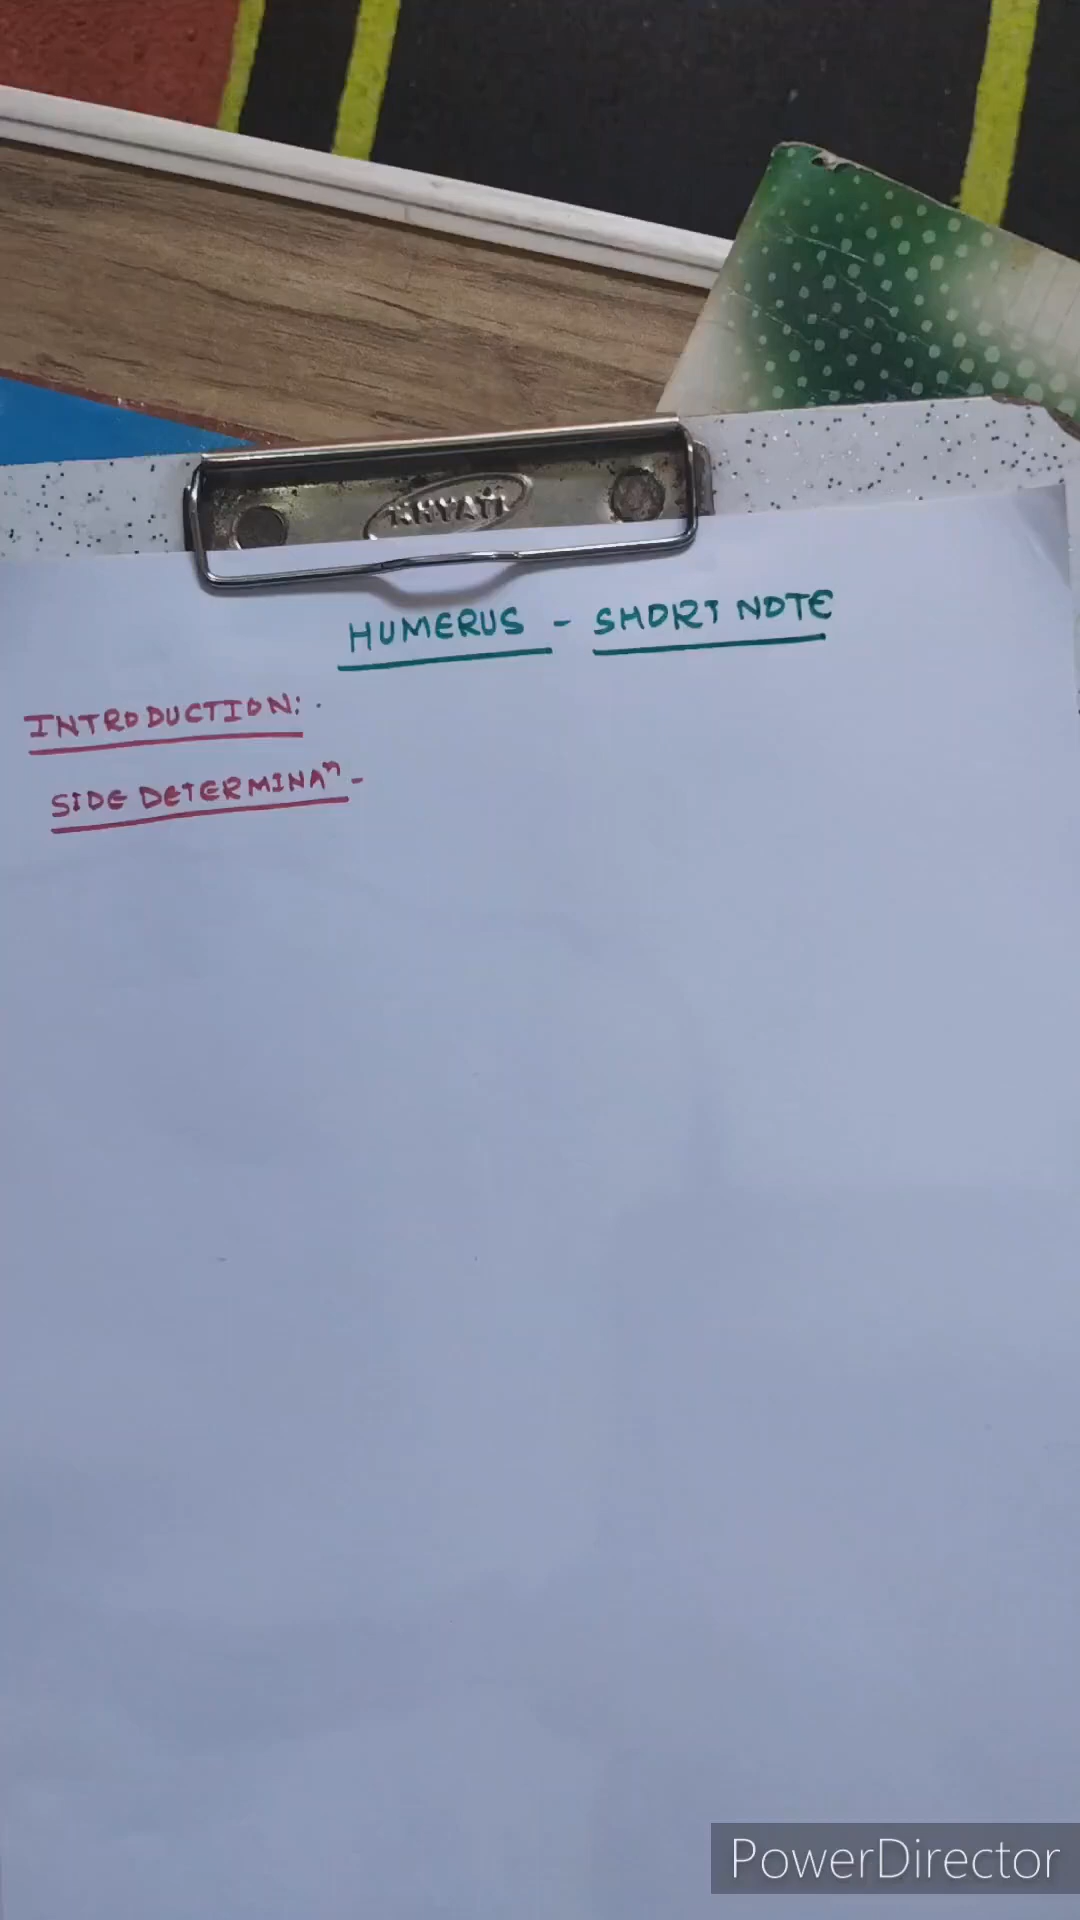 KHYATI
HUMERUS - SHORT NOTE
INTRODUCTION:
SIDE DETERMINAⁿ -
PowerDirector